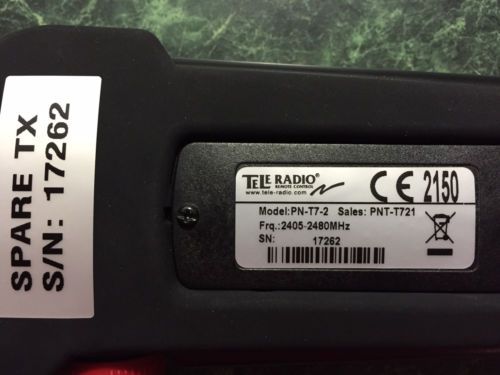 SPARE TX
S/N: 17262
TELE RADIO®
REMOTE CONTROL
www.tele-radio.com
CE 2150
Model: PN-T7-2 Sales: PNT-T721
Frq.:2405-2480MHz
SN: 17262